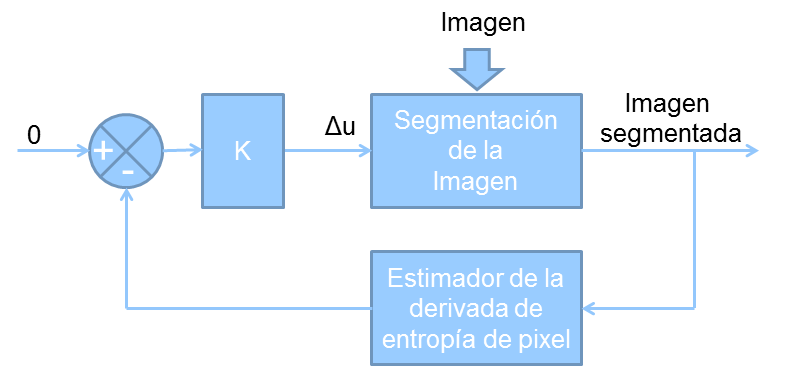 Imagen
0
+
-
K
Δu
Segmentación
de la
Imagen
Imagen
segmentada
Estimador de la
derivada de
entropía de pixel